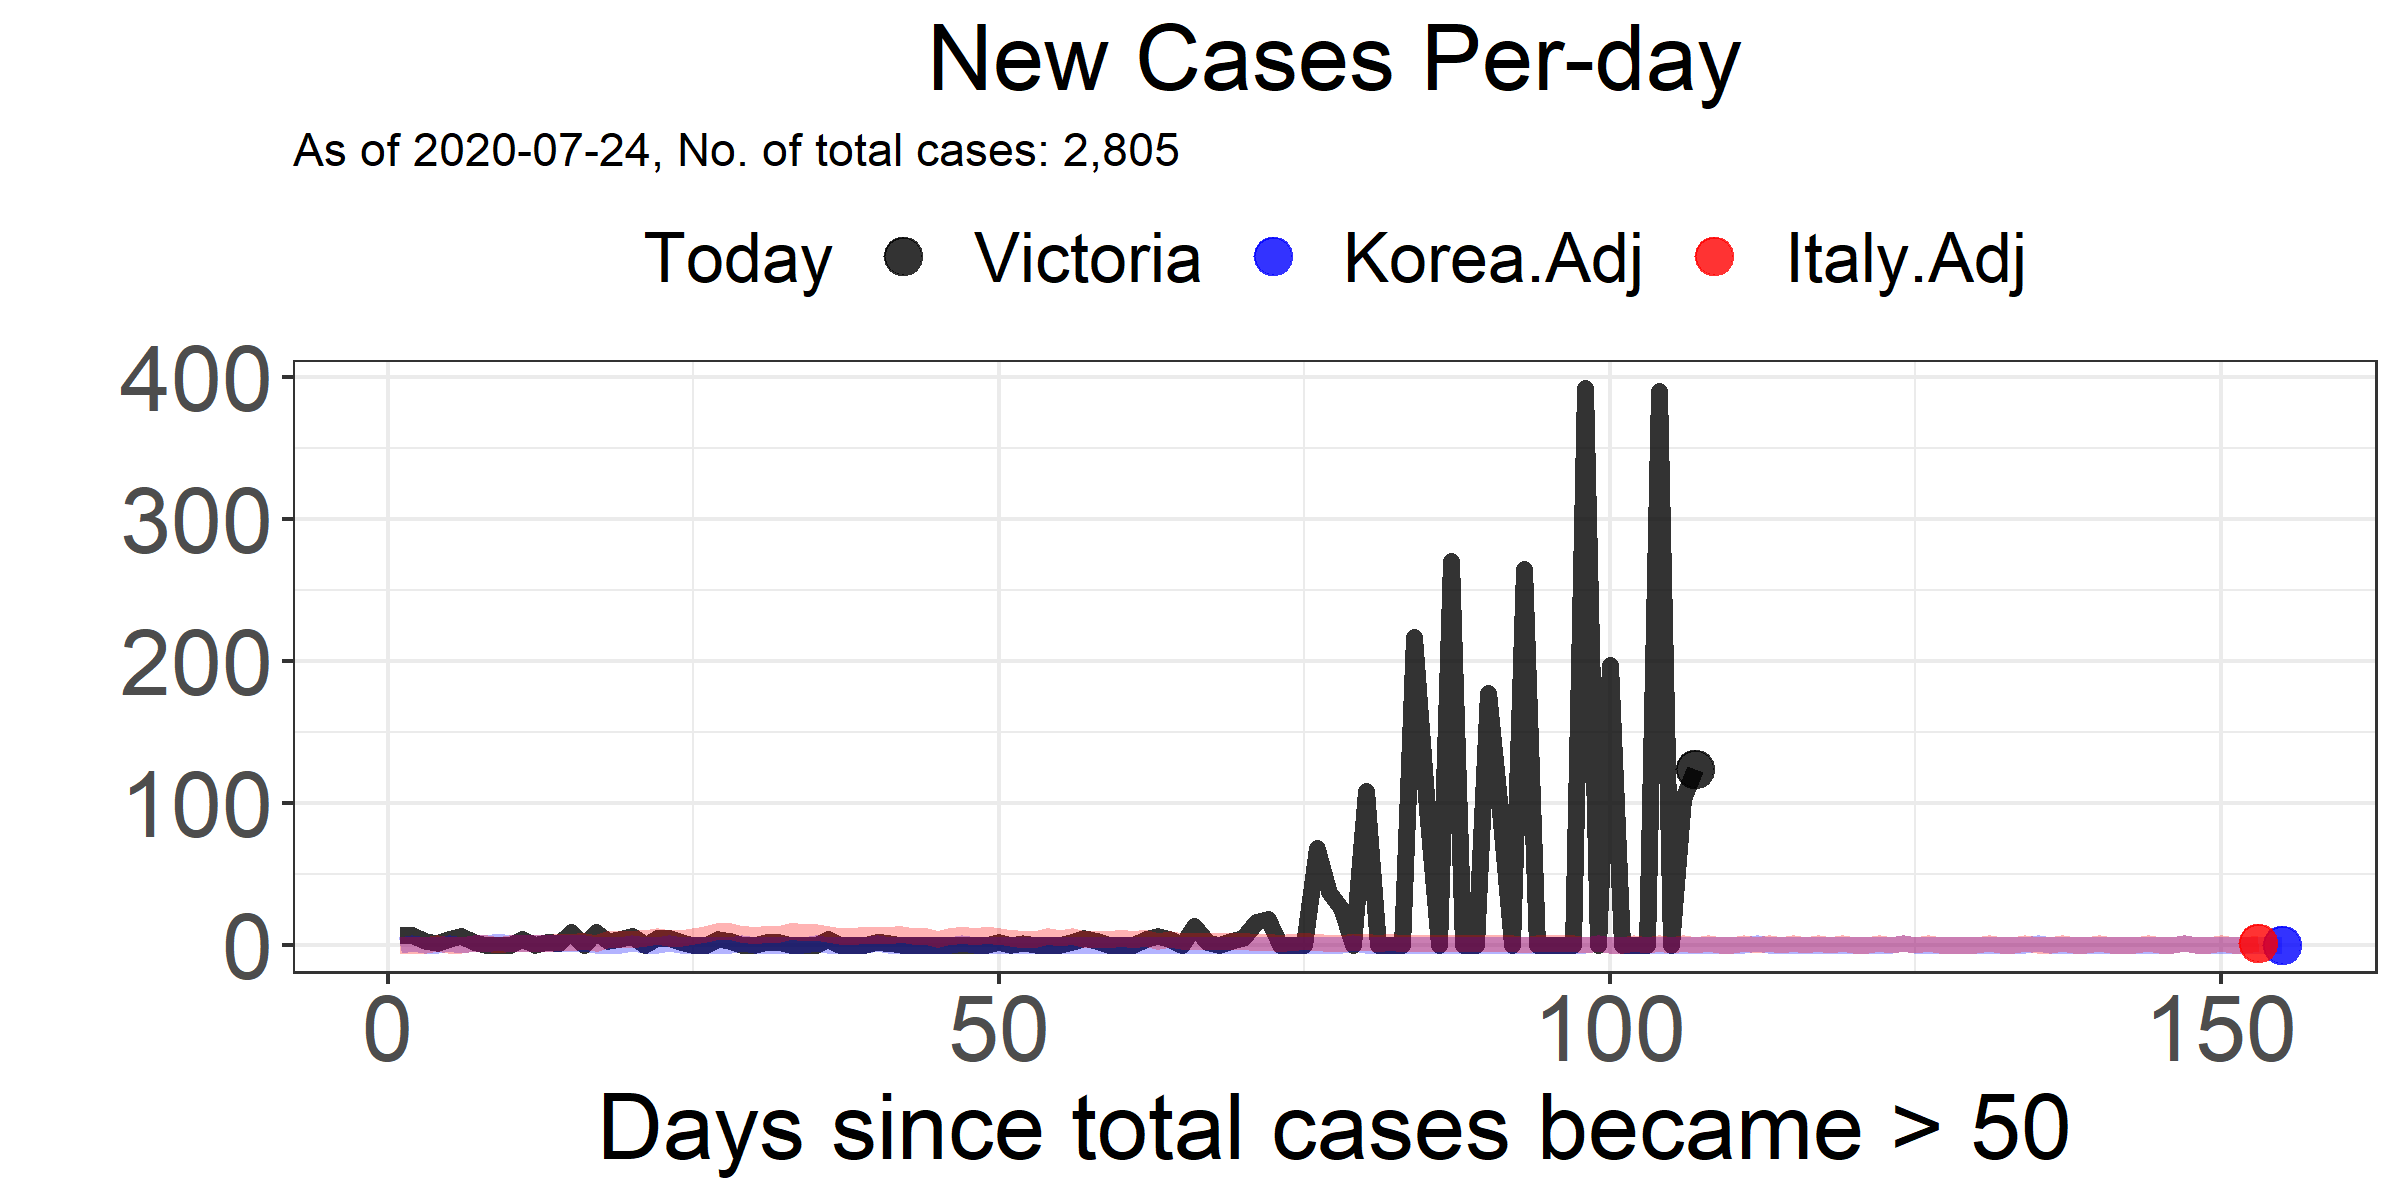 New Cases Per-day
As of 2020-07-24, No. of total cases: 2,805
Today Victoria Korea.Adj Italy.Adj
400
300
200
100
0
0 50 100 150
Days since total cases became > 50